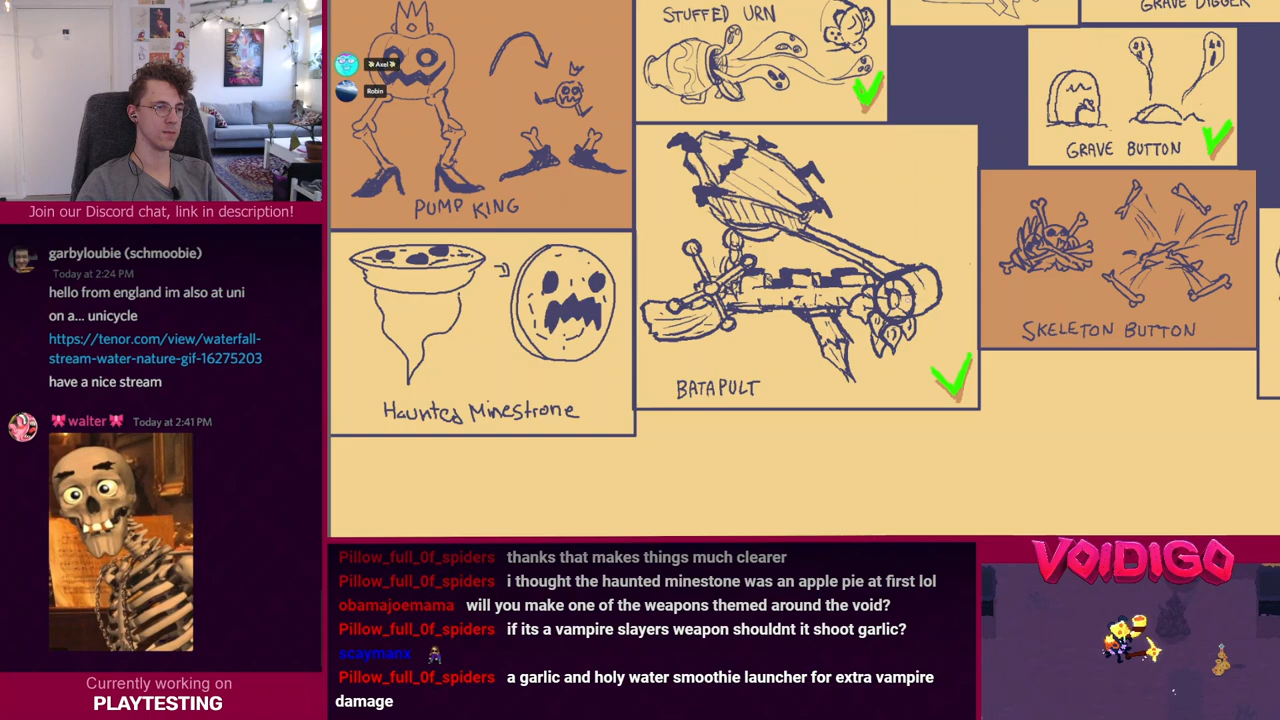 STUFFED URN
GRAVE DIGGER
Axel
Robin
GRAVE BUTTON
PUMP KING
Join our Discord chat, link in description!
garbyloubie (schmoobie)
Today at 2:24 PM
hello from england im also at uni
on a... unicycle
https://tenor.com/view/waterfall-
stream-water-nature-gif-16275203
have a nice stream
walter Today at 2:41 PM
SKELETON BUTTON
BATAPULT
Haunted Minestrone
Pillow_full_0f_spiders thanks that makes things much clearer
Pillow_full_0f_spiders i thought the haunted minestone was an apple pie at first lol
obamajoemama will you make one of the weapons themed around the void?
Pillow_full_0f_spiders if its a vampire slayers weapon shouldnt it shoot garlic?
scaymanx
Pillow_full_0f_spiders a garlic and holy water smoothie launcher for extra vampire
damage
VOIDIGO
Currently working on
PLAYTESTING